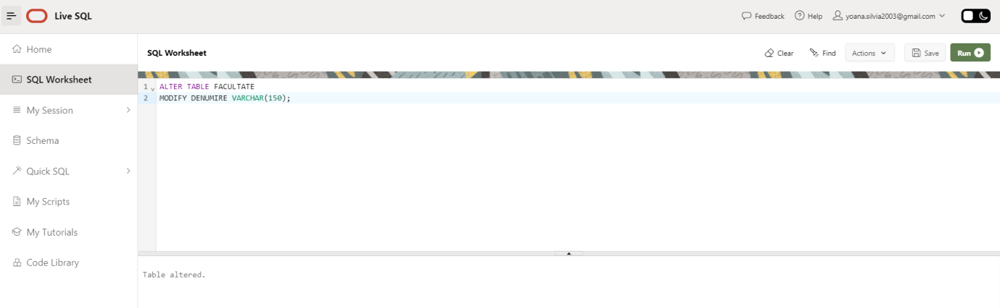 Live SQL
Feedback
Help
yoana.silvia2003@gmail.com
Home
SQL Worksheet
My Session
Schema
Quick SQL
My Scripts
My Tutorials
Code Library
SQL Worksheet
Clear
Find
Actions
Save
Run
1 ALTER TABLE FACULTATE
2 MODIFY DENUMIRE VARCHAR(150);
Table altered.